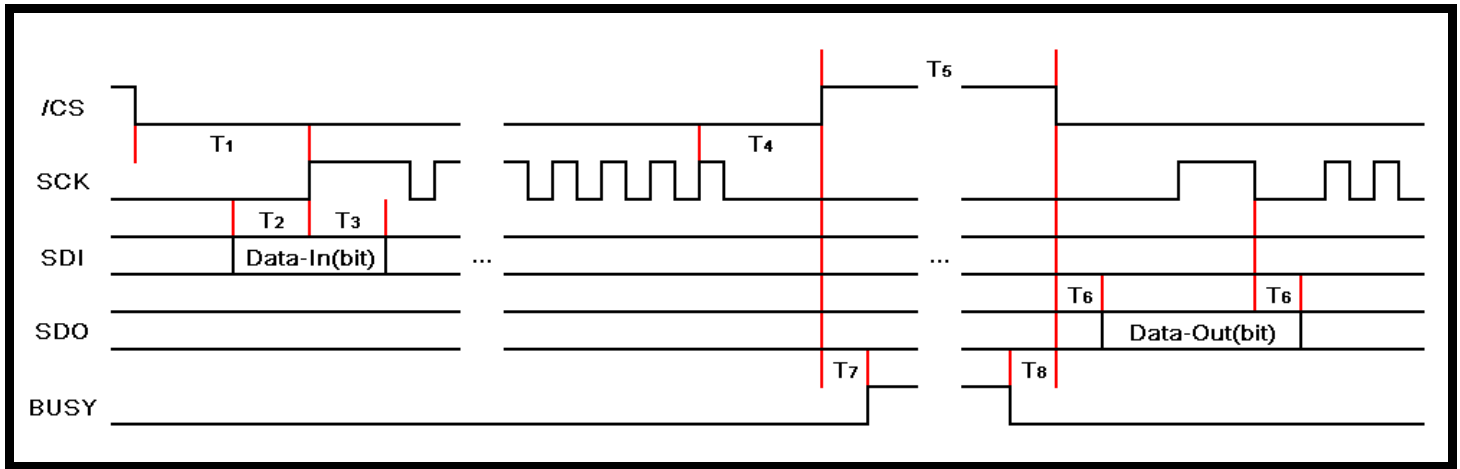 T5
/CS
T1
T4
SCK
T2 T3
SDI Data-In(bit) ... ...
T6 T6
SDO Data-Out(bit)
T7 T8
BUSY